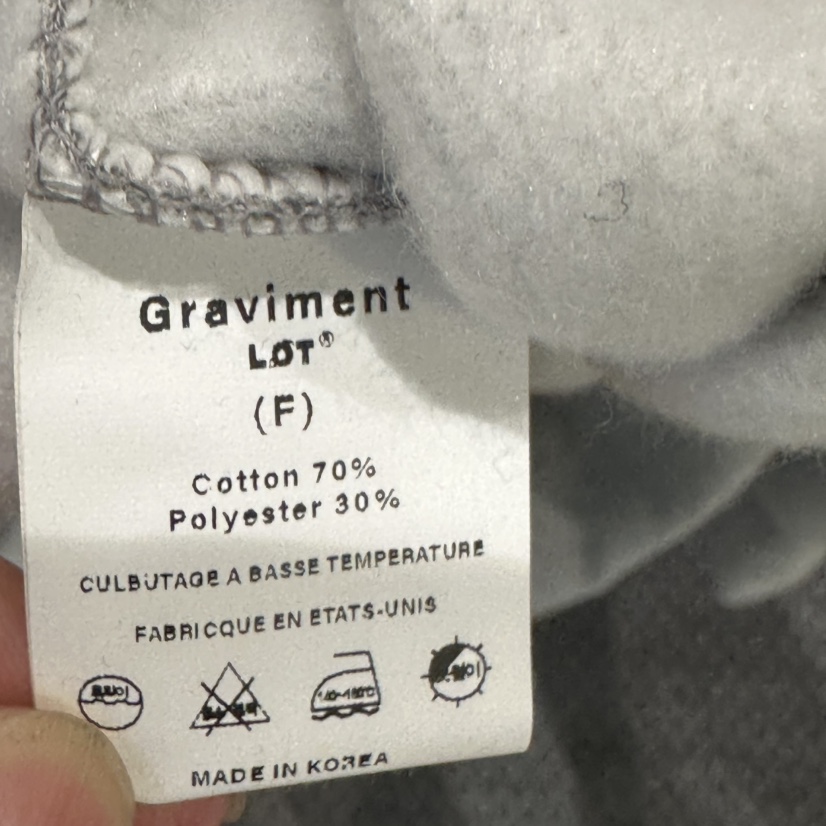 Graviment
LØT®
(F)
Cotton 70%
Polyester 30%
CULBUTAGE A BASSE TEMPERATURE
FABRICQUE EN ETATS-UNIS
MADE IN KOREA